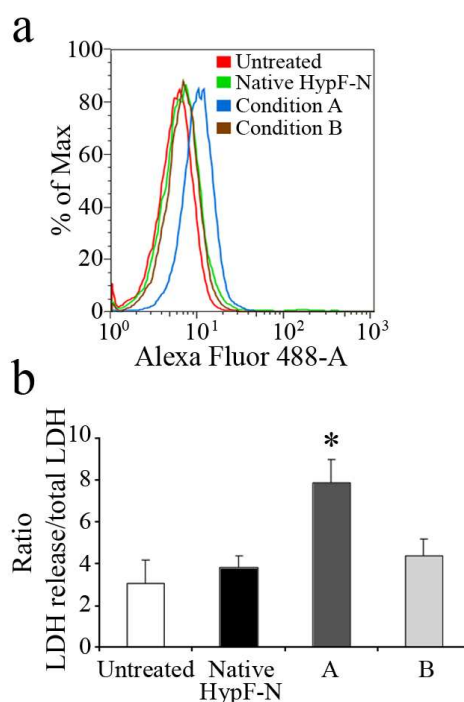 a
% of Max
100
80
60
40
20
0
Untreated
Native HypF-N
Condition A
Condition B
10⁰
10¹
10²
10³
Alexa Fluor 488-A
b
Ratio
LDH release/total LDH
10
8
6
4
2
0
*
Untreated
Native
HypF-N
A
B